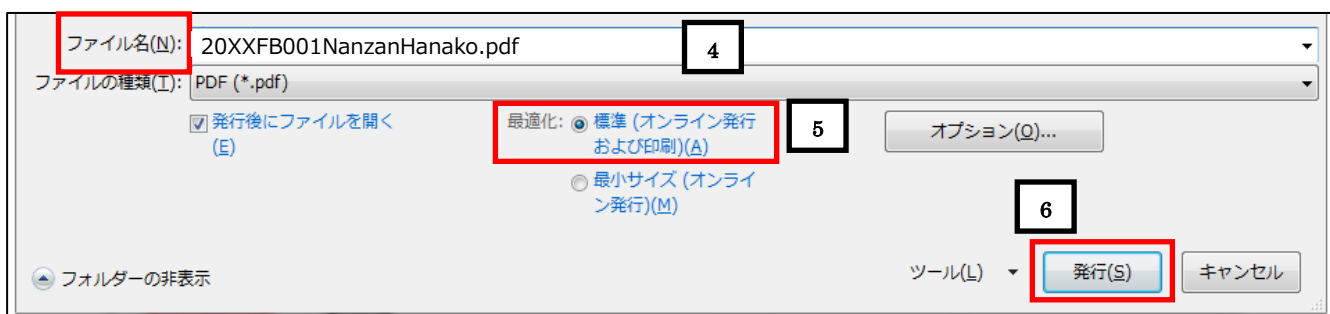 ファイル名(N): 20XXFB001NanzanHanako.pdf 4
ファイルの種類(T): PDF (*.pdf)
発行後にファイルを開く
(E)
最適化: 標準 (オンライン発行
および印刷)(A)
5
オプション(O)...
最小サイズ (オンライ
ン発行)(M)
6
フォルダーの非表示
ツール(L) 発行(S) キャンセル